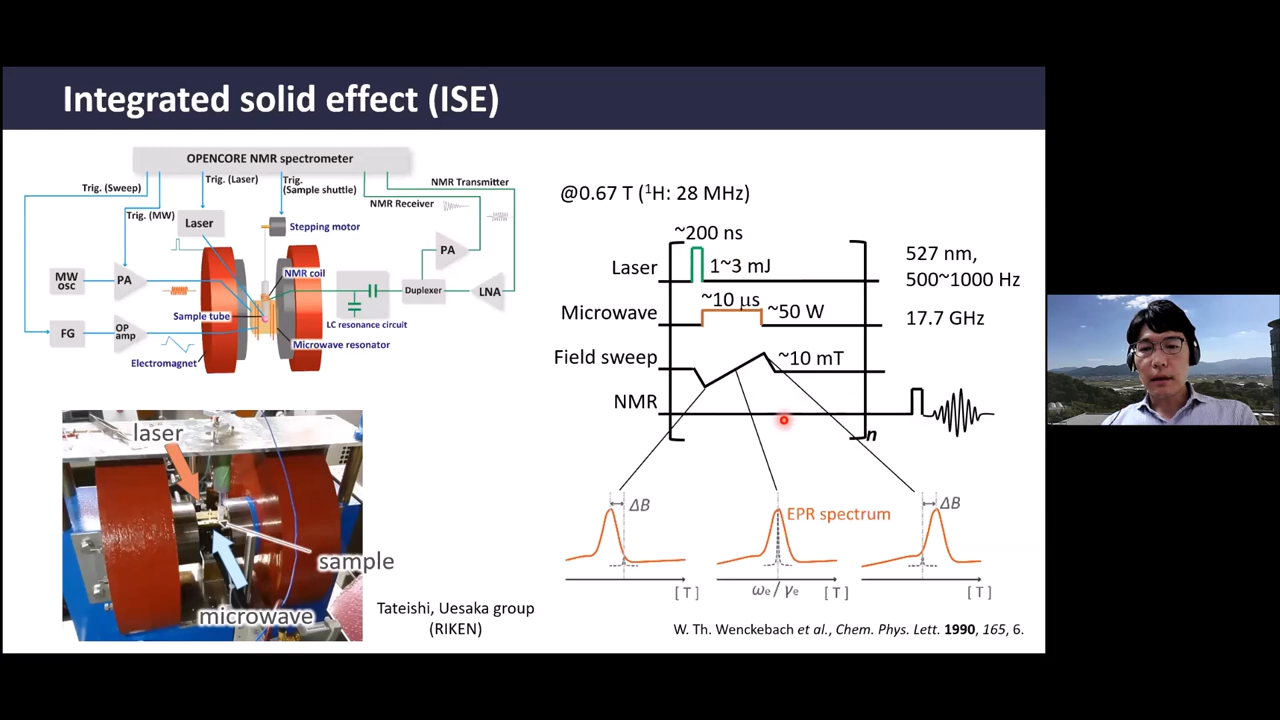 Integrated solid effect (ISE)
OPENCORE NMR spectrometer
Trig. (Sweep)
Trig. (Laser)
Trig.
(Sample shuttle)
NMR Transmitter
NMR Receiver
Trig. (MW)
Laser
Stepping motor
PA
MW
osc
PA
NMR coil
Duplexer
LNA
Sample tube
LC resonance circuit
FG
OP
amp
Microwave resonator
Electromagnet
laser
sample
microwave
Tateishi, Uesaka group
(RIKEN)
@0.67 T (¹H: 28 MHz)
~200 ns
Laser
1~3 mJ
527 nm,
500~1000 Hz
~10 μs
Microwave
~50 W
17.7 GHz
Field sweep
~10 mT
NMR
n
ΔB
EPR spectrum
ΔB
[ T ]
ωe / γe
[ T ]
[ T ]
W. Th. Wenckebach et al., Chem. Phys. Lett. 1990, 165, 6.